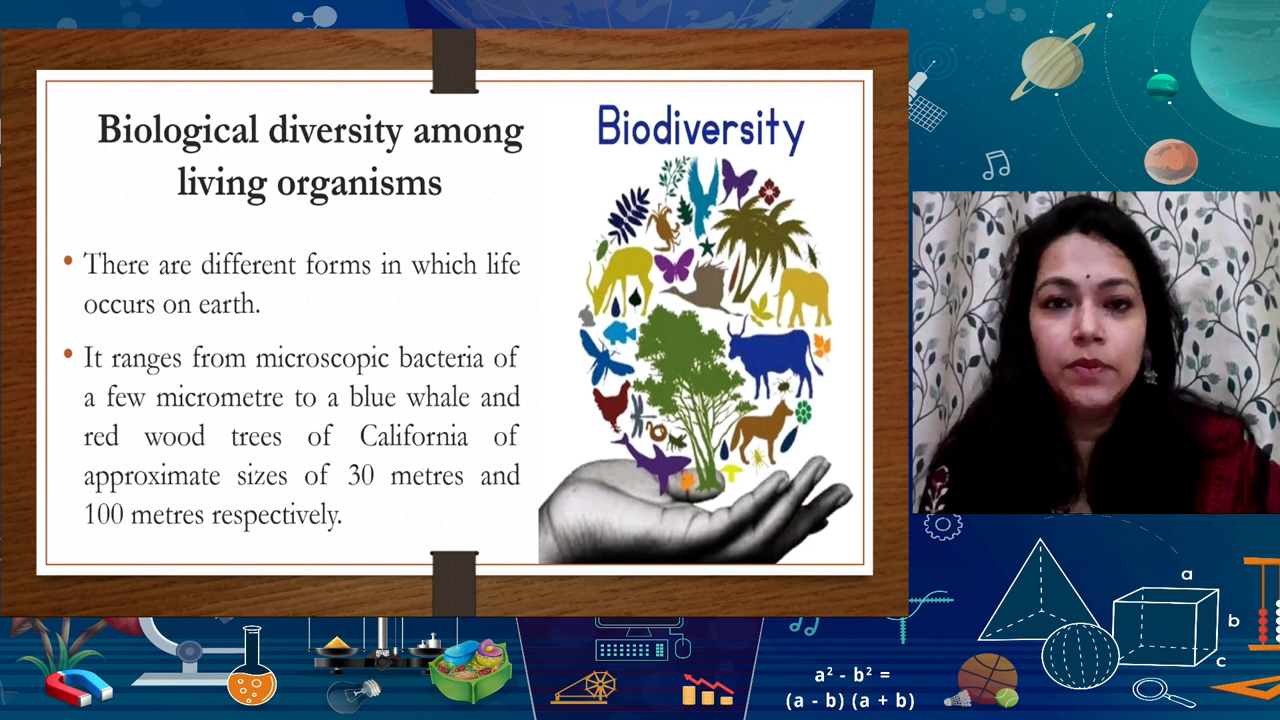 Biological diversity among
living organisms
• There are different forms in which life
occurs on earth.
• It ranges from microscopic bacteria of
a few micrometre to a blue whale and
red wood trees of California of
approximate sizes of 30 metres and
100 metres respectively.
Biodiversity
a
b
c
a² - b² =
(a - b) (a + b)